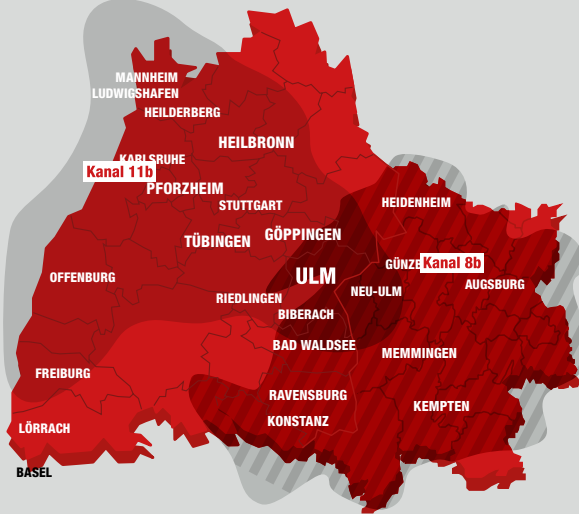 MANNHEIM
LUDWIGSHAFEN
HEILDERBERG
HEILBRONN
KARLSRUHE
Kanal 11b
PFORZHEIM
HEIDENHEIM
STUTTGART
GÖPPINGEN
TÜBINGEN
GÜNZB
Kanal 8b
ULM
OFFENBURG
AUGSBURG
NEU-ULM
RIEDLINGEN
BIBERACH
BAD WALDSEE
MEMMINGEN
FREIBURG
RAVENSBURG
KEMPTEN
KONSTANZ
LÖRRACH
BASEL